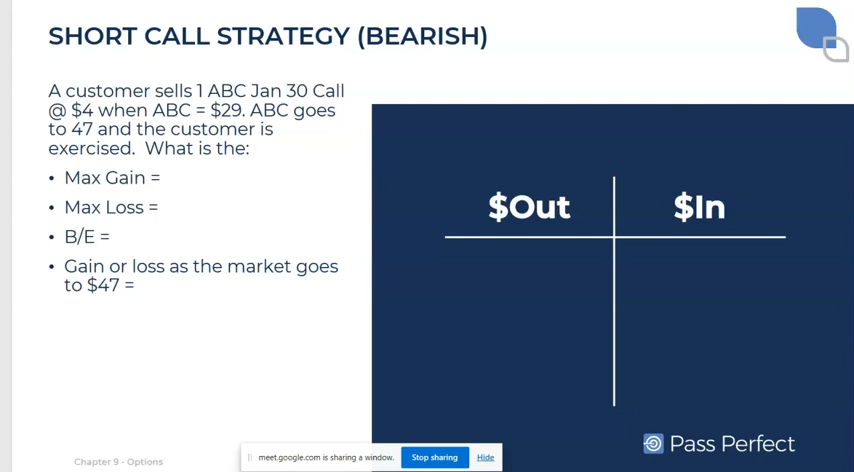 SHORT CALL STRATEGY (BEARISH)
A customer sells 1 ABC Jan 30 Call
@ $4 when ABC = $29. ABC goes
to 47 and the customer is
exercised.  What is the:
• Max Gain =
• Max Loss =
• B/E =
• Gain or loss as the market goes
to $47 =
$Out
$In
Pass Perfect
Chapter 9 - Options
meet.google.com is sharing a window.
Stop sharing
Hide